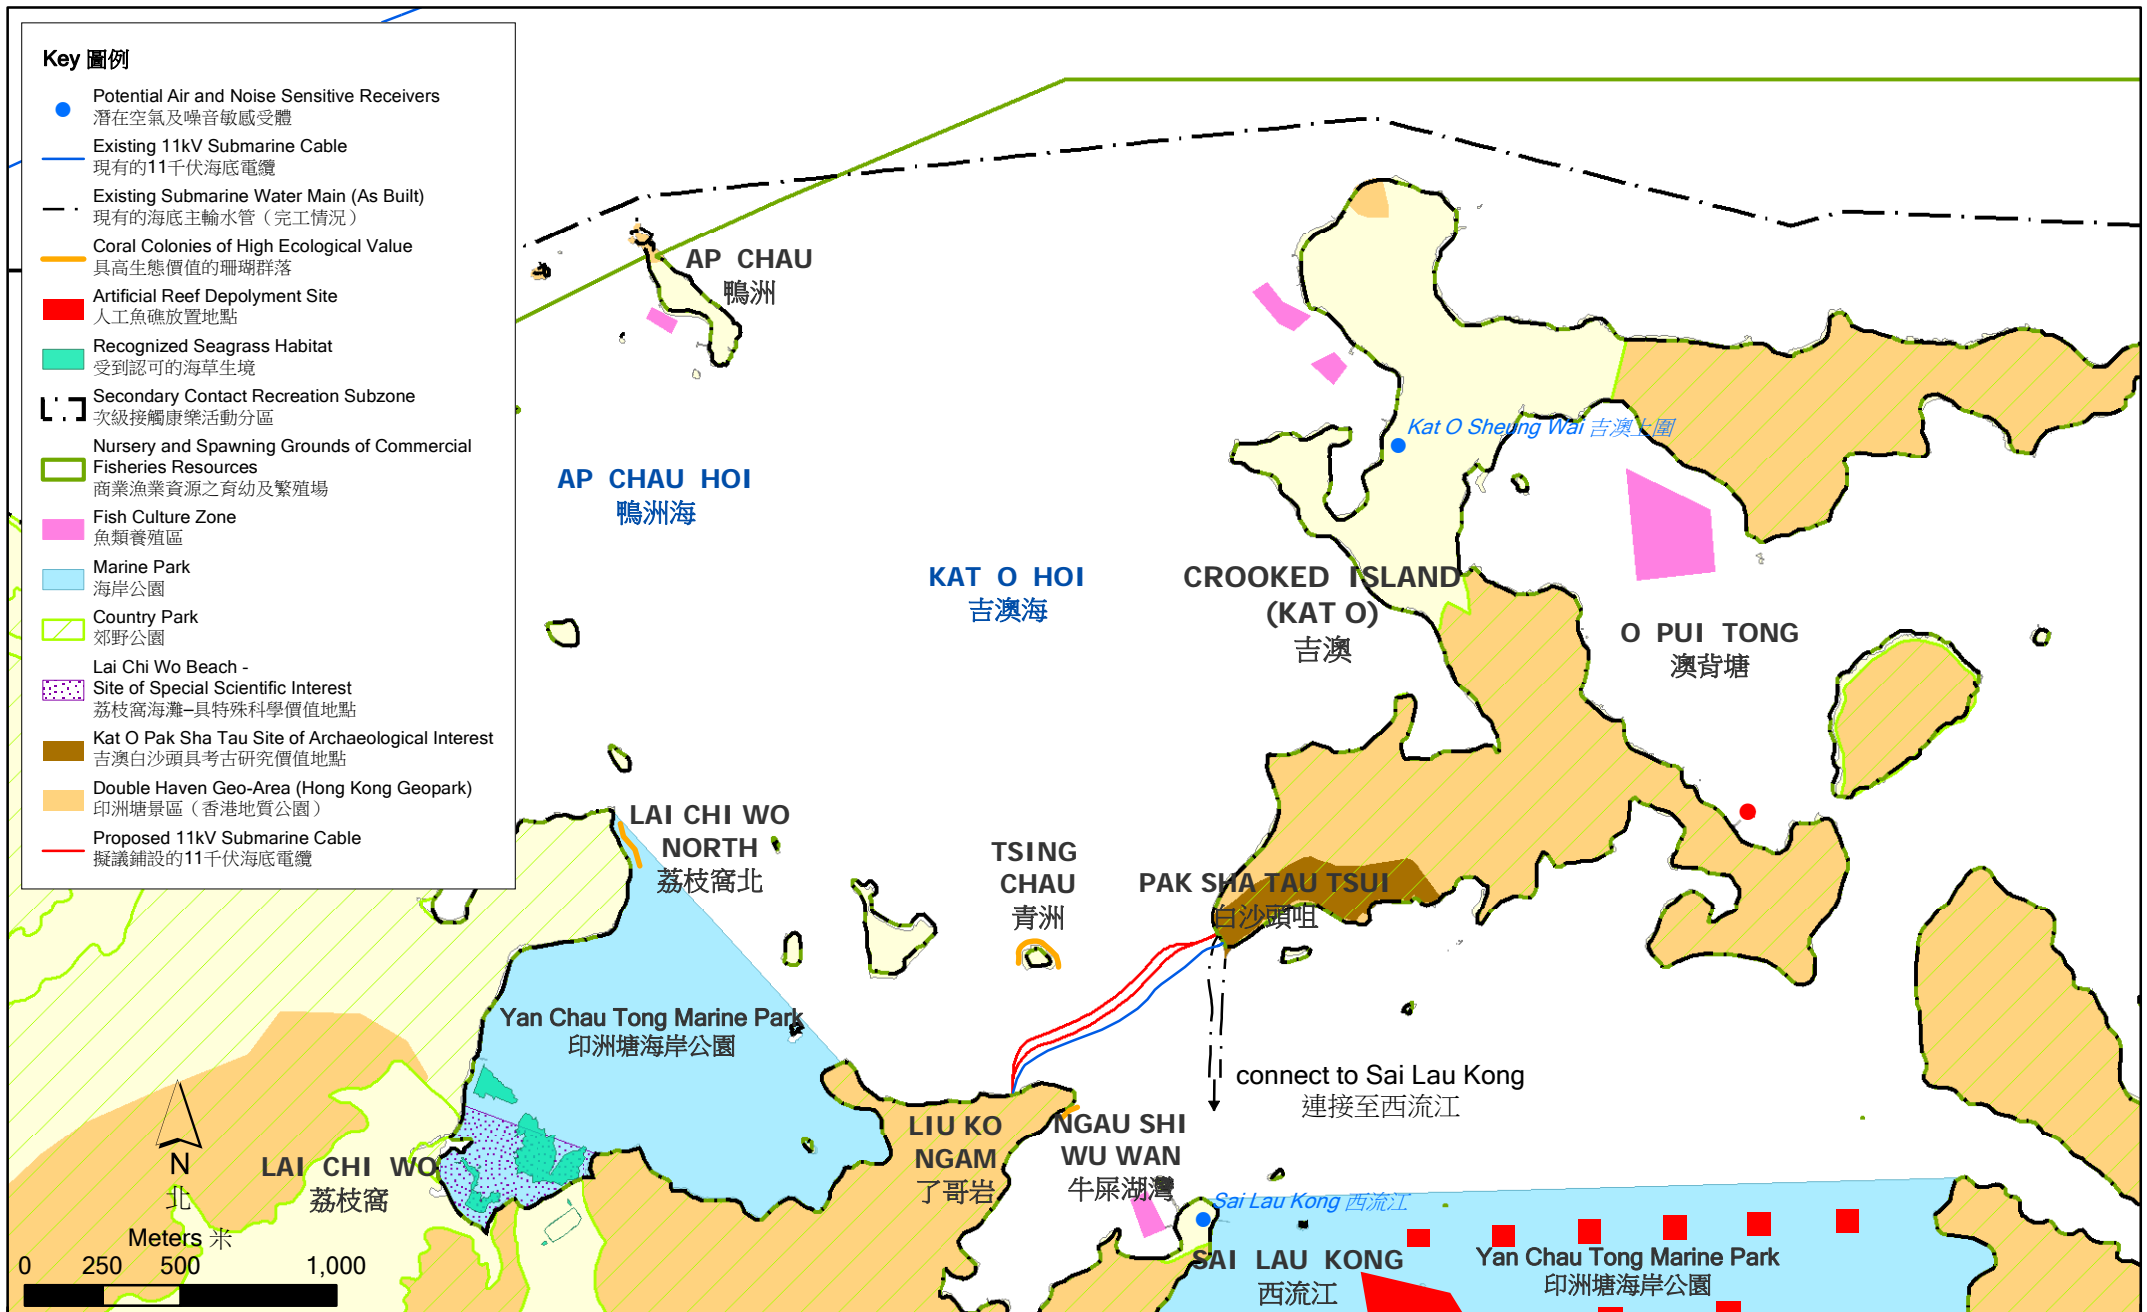 Key 圖例
Potential Air and Noise Sensitive Receivers
潛在空氣及噪音敏感受體
Existing 11kV Submarine Cable
現有的11千伏海底電纜
Existing Submarine Water Main (As Built)
現有的海底主輸水管（完工情況）
Coral Colonies of High Ecological Value
具高生態價值的珊瑚群落
Artificial Reef Depolyment Site
人工魚礁放置地點
Recognized Seagrass Habitat
受到認可的海草生境
Secondary Contact Recreation Subzone
次級接觸康樂活動分區
Nursery and Spawning Grounds of Commercial
Fisheries Resources
商業漁業資源之育幼及繁殖場
Fish Culture Zone
魚類養殖區
Marine Park
海岸公園
Country Park
郊野公園
Lai Chi Wo Beach -
Site of Special Scientific Interest
荔枝窩海灘–具特殊科學價值地點
Kat O Pak Sha Tau Site of Archaeological Interest
吉澳白沙頭具考古研究價值地點
Double Haven Geo-Area (Hong Kong Geopark)
印洲塘景區（香港地質公園）
Proposed 11kV Submarine Cable
擬議鋪設的11千伏海底電纜
AP CHAU
鴨洲
Kat O Sheung Wai 吉澳上圍
AP CHAU HOI
鴨洲海
KAT O HOI
吉澳海
CROOKED ISLAND
(KAT O)
吉澳
O PUI TONG
澳背塘
LAI CHI WO
NORTH
荔枝窩北
TSING
CHAU
青洲
PAK SHA TAU TSUI
白沙頭咀
Yan Chau Tong Marine Park
印洲塘海岸公園
connect to Sai Lau Kong
連接至西流江
LIU KO
NGAM
了哥岩
NGAU SHI
WU WAN
牛屎湖灣
LAI CHI WO
荔枝窩
Sai Lau Kong 西流江
SAI LAU KONG
西流江
Yan Chau Tong Marine Park
印洲塘海岸公園
N
北
Meters 米
0 250 500 1,000